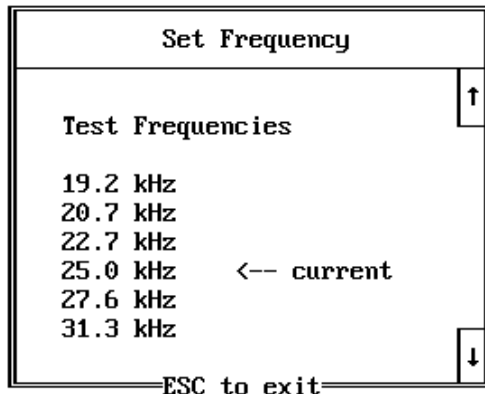 Set Frequency
↑
Test Frequencies
19.2 kHz
20.7 kHz
22.7 kHz
25.0 kHz <-- current
27.6 kHz
31.3 kHz
↓
ESC to exit